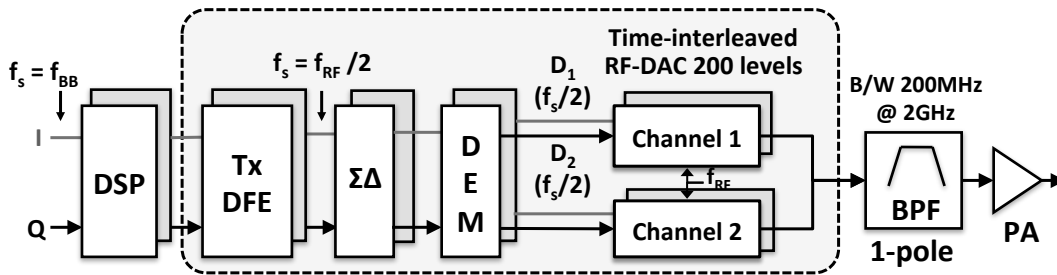 Time-interleaved
RF-DAC 200 levels
f_s = f_BB
f_s = f_RF /2
D_1
(f_s/2)
B/W 200MHz
@ 2GHz
I
Q
DSP
Tx
DFE
ΣΔ
D
E
M
Channel 1
D_2
(f_s/2)
f_RF
Channel 2
BPF
1-pole
PA